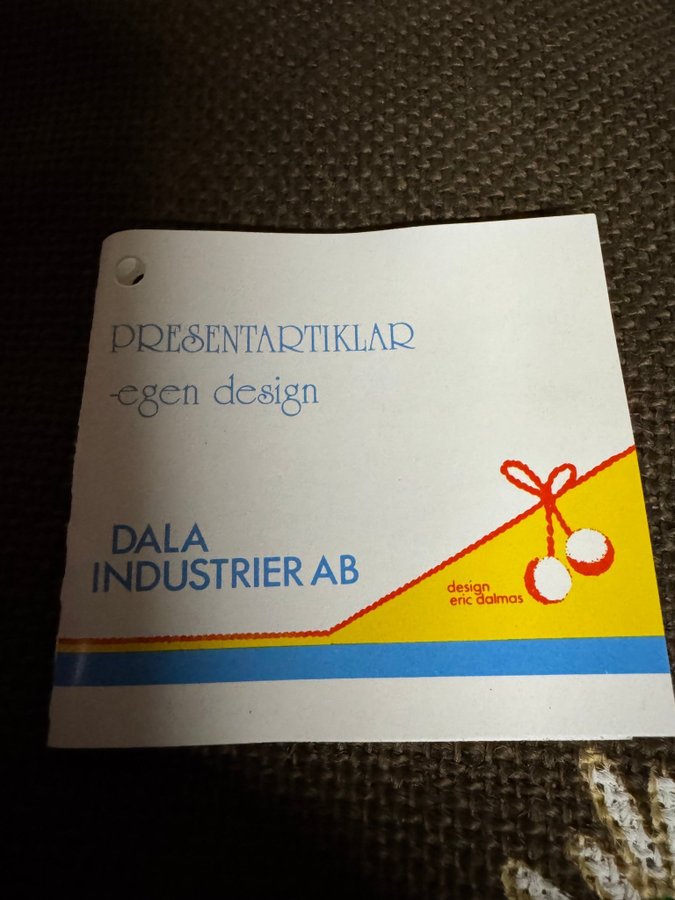 PRESENTARTIKLAR
-egen design
DALA
INDUSTRIER AB
design
eric dalmas